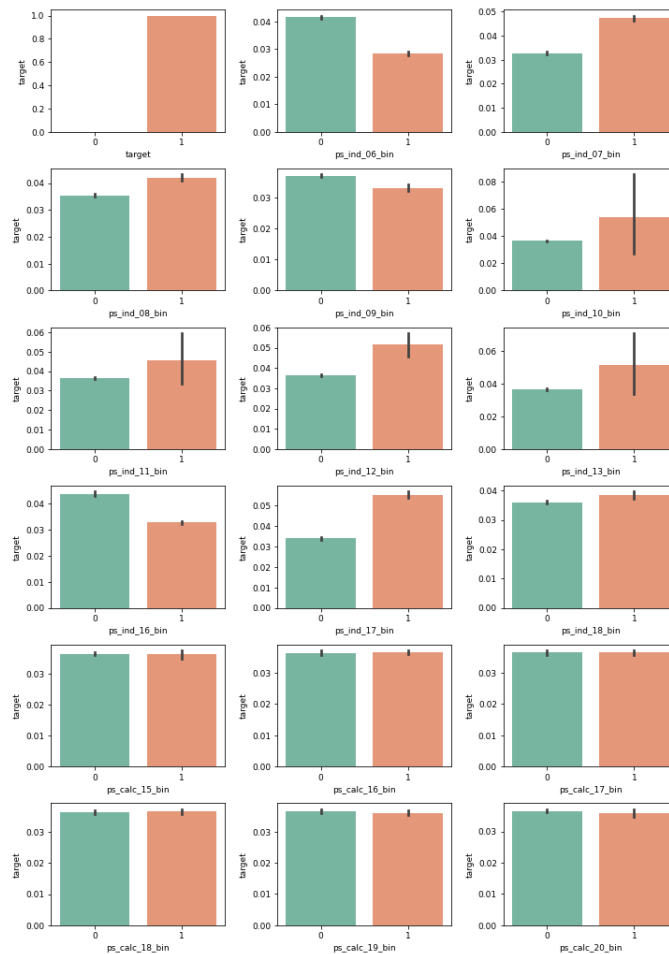 1.0
0.8
0.6
0.4
0.2
0.0
target
0 1
target
0.04
0.03
0.02
0.01
0.00
target
0 1
ps_ind_06_bin
0.05
0.04
0.03
0.02
0.01
0.00
target
0 1
ps_ind_07_bin
0.04
0.03
0.02
0.01
0.00
target
0 1
ps_ind_08_bin
0.03
0.02
0.01
0.00
target
0 1
ps_ind_09_bin
0.08
0.06
0.04
0.02
0.00
target
0 1
ps_ind_10_bin
0.06
0.05
0.04
0.03
0.02
0.01
0.00
target
0 1
ps_ind_11_bin
0.06
0.05
0.04
0.03
0.02
0.01
0.00
target
0 1
ps_ind_12_bin
0.06
0.04
0.02
0.00
target
0 1
ps_ind_13_bin
0.04
0.03
0.02
0.01
0.00
target
0 1
ps_ind_16_bin
0.05
0.04
0.03
0.02
0.01
0.00
target
0 1
ps_ind_17_bin
0.04
0.03
0.02
0.01
0.00
target
0 1
ps_ind_18_bin
0.03
0.02
0.01
0.00
target
0 1
ps_calc_15_bin
0.03
0.02
0.01
0.00
target
0 1
ps_calc_16_bin
0.03
0.02
0.01
0.00
target
0 1
ps_calc_17_bin
0.03
0.02
0.01
0.00
target
0 1
ps_calc_18_bin
0.03
0.02
0.01
0.00
target
0 1
ps_calc_19_bin
0.03
0.02
0.01
0.00
target
0 1
ps_calc_20_bin